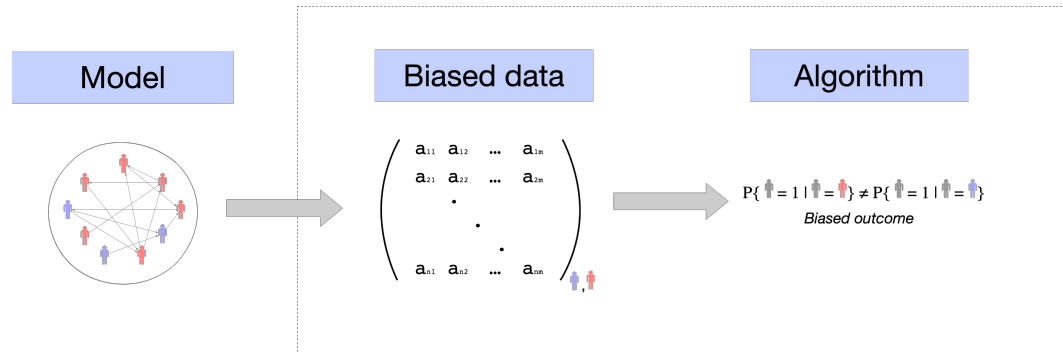 Model
Biased data
Algorithm
a11 a12 ... a1m
a21 a22 ... a2m
an1 an2 ... anm
,
P{ = 1 | = } ≠ P{ = 1 | = }
Biased outcome